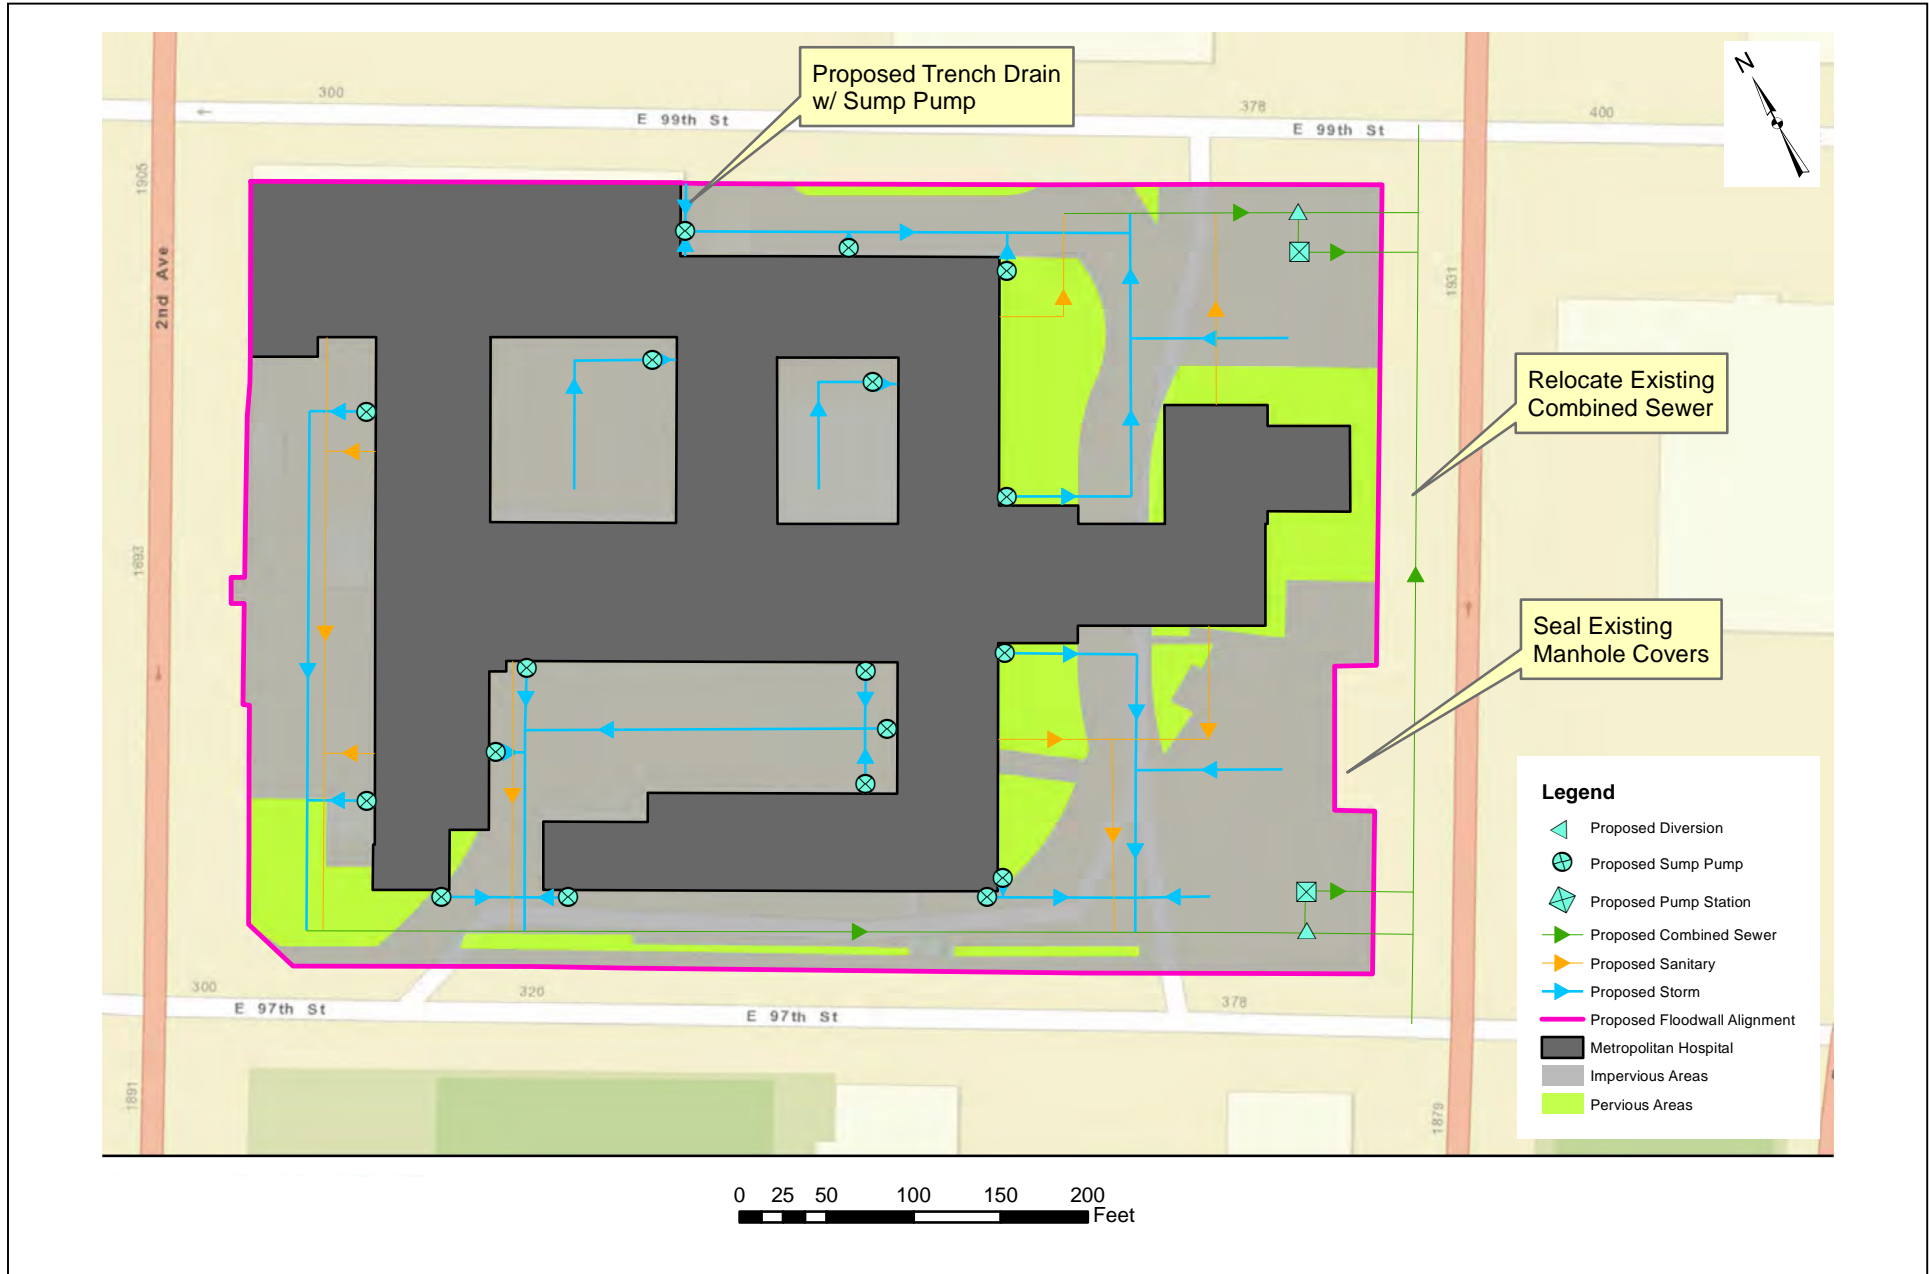 Proposed Trench Drain
w/ Sump Pump
N
300
E 99th St
378
E 99th St
400
1905
2nd Ave
1931
Relocate Existing
Combined Sewer
1893
Seal Existing
Manhole Covers
300
E 97th St
320
E 97th St
378
1891
1879
Legend
Proposed Diversion
Proposed Sump Pump
Proposed Pump Station
Proposed Combined Sewer
Proposed Sanitary
Proposed Storm
Proposed Floodwall Alignment
Metropolitan Hospital
Impervious Areas
Pervious Areas
0 25 50 100 150 200
Feet